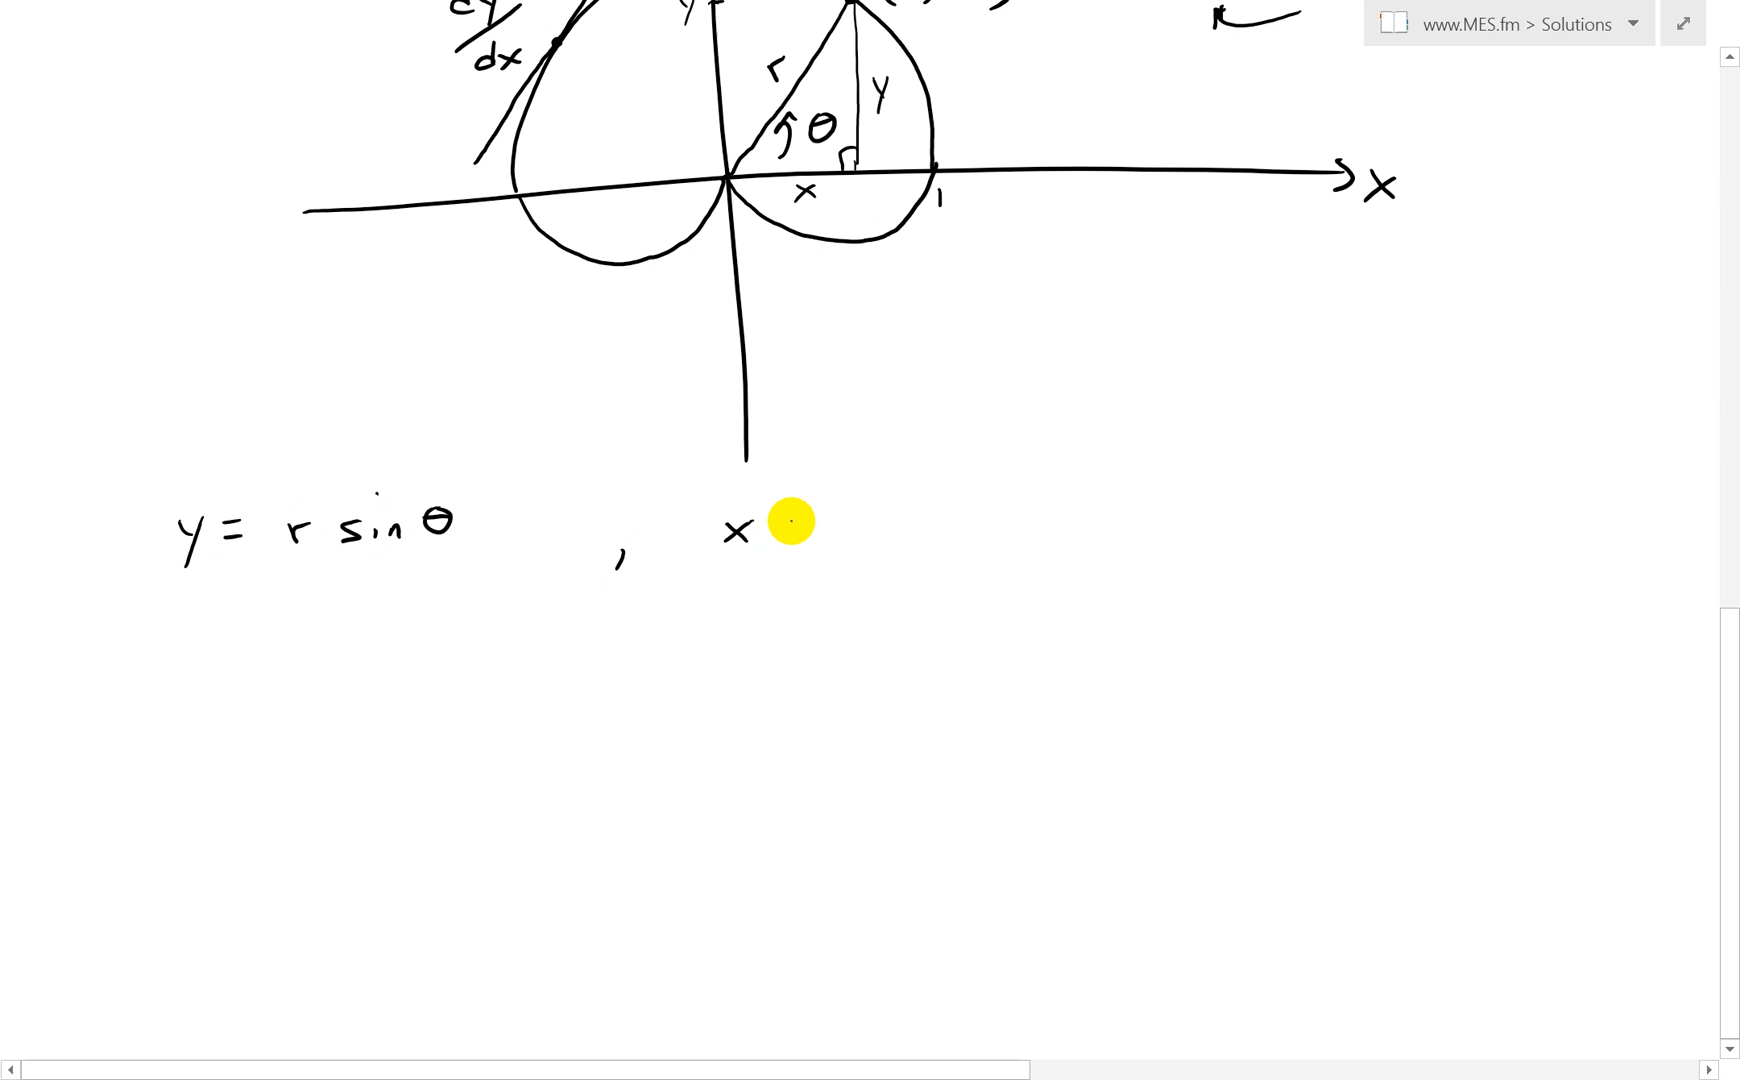 www.MES.fm > Solutions
dy
dx
y
r
θ
y
x
1
x
y = r sin θ , x